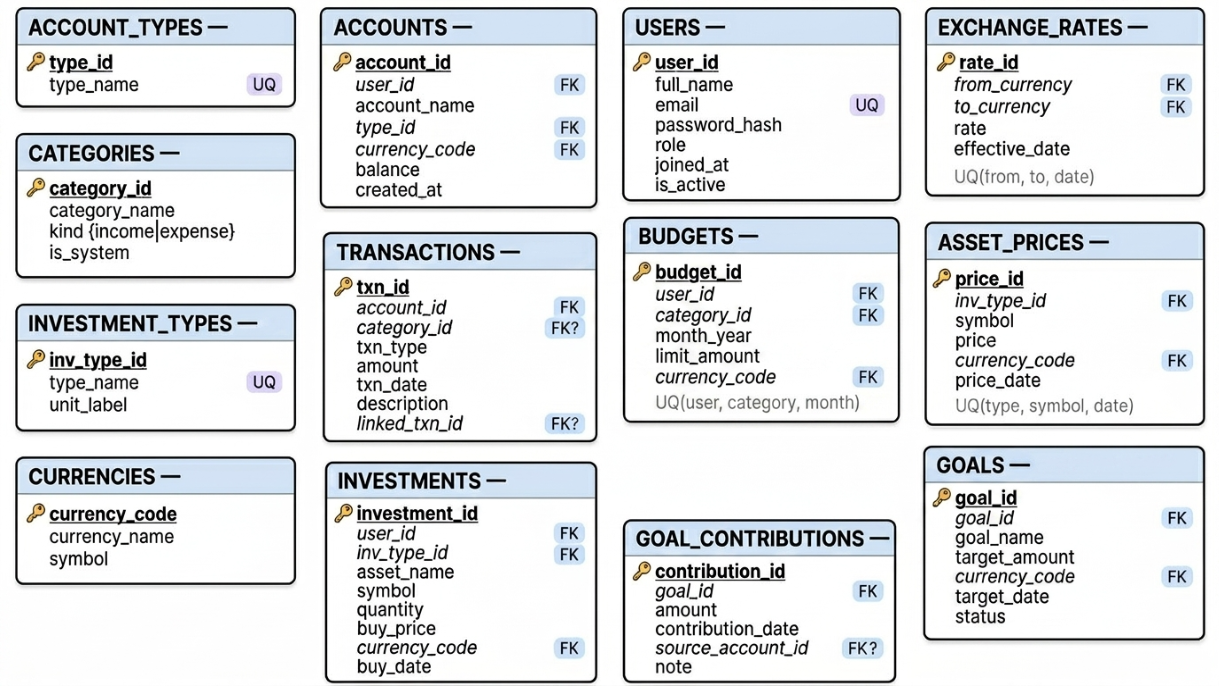 ACCOUNT_TYPES —
type_id
type_name UQ
CATEGORIES —
category_id
category_name
kind {income|expense}
is_system
INVESTMENT_TYPES —
inv_type_id
type_name UQ
unit_label
CURRENCIES —
currency_code
currency_name
symbol
ACCOUNTS —
account_id
user_id FK
account_name
type_id FK
currency_code FK
balance
created_at
TRANSACTIONS —
txn_id
account_id FK
category_id FK?
txn_type
amount
txn_date
description
linked_txn_id FK?
INVESTMENTS —
investment_id
user_id FK
inv_type_id FK
asset_name
symbol
quantity
buy_price
currency_code FK
buy_date
USERS —
user_id
full_name
email UQ
password_hash
role
joined_at
is_active
BUDGETS —
budget_id
user_id FK
category_id FK
month_year
limit_amount
currency_code FK
UQ(user, category, month)
GOAL_CONTRIBUTIONS —
contribution_id
goal_id FK
amount
contribution_date
source_account_id FK?
note
EXCHANGE_RATES —
rate_id
from_currency FK
to_currency FK
rate
effective_date
UQ(from, to, date)
ASSET_PRICES —
price_id
inv_type_id FK
symbol
price
currency_code FK
price_date
UQ(type, symbol, date)
GOALS —
goal_id
goal_id FK
goal_name
target_amount
currency_code FK
target_date
status